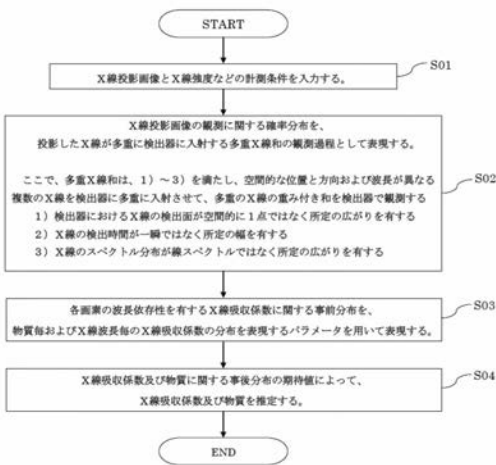 START
S01
X線投影画像とX線強度などの計測条件を入力する。
S02
X線投影画像の観測に関する確率分布を、
投影したX線が多重に検出器に入射する多重X線和の観測過程として表現する。
ここで、多重X線和は、1)~3)を満たし、空間的な位置と方向および波長が異なる
複数のX線を検出器に多重に入射させて、多重のX線の重み付き和を検出器で観測する
1)検出器におけるX線の検出面が空間的に1点ではなく所定の広がりを有する
2)X線の検出時間が一瞬ではなく所定の幅を有する
3)X線のスペクトル分布が線スペクトルではなく所定の広がりを有する
S03
各画素の波長依存性を有するX線吸収係数に関する事前分布を、
物質毎およびX線波長毎のX線吸収係数の分布を表現するパラメータを用いて表現する。
S04
X線吸収係数及び物質に関する事後分布の期待値によって、
X線吸収係数及び物質を推定する。
END